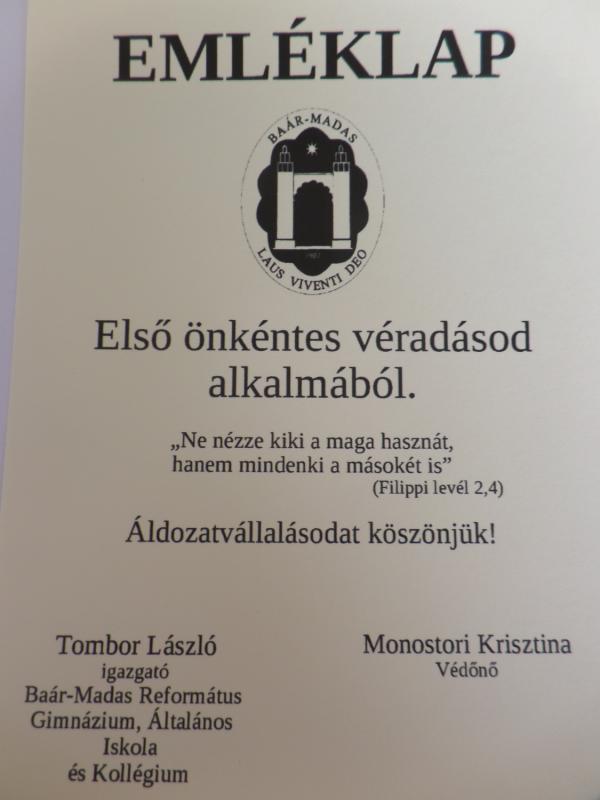 EMLÉKLAP
BAÁR-MADAS
1907
LAUS VIVENTI DEO
Első önkéntes véradásod
alkalmából.
„Ne nézze kiki a maga hasznát,
hanem mindenki a másokét is”
(Filippi levél 2,4)
Áldozatvállalásodat köszönjük!
Tombor László
igazgató
Baár-Madas Református
Gimnázium, Általános
Iskola
és Kollégium
Monostori Krisztina
Védőnő